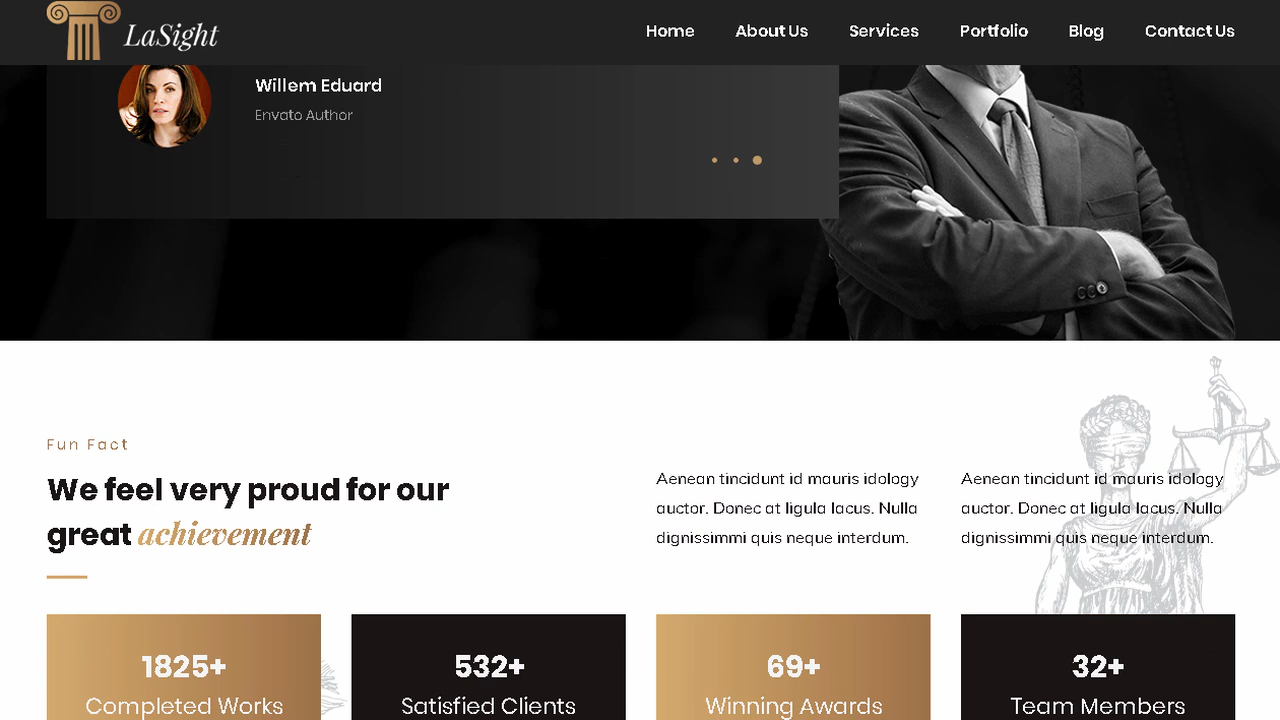 LaSight
Home
About Us
Services
Portfolio
Blog
Contact Us
Willem Eduard
Envato Author
Fun Fact
We feel very proud for our
great achievement
Aenean tincidunt id mauris idology
auctor. Donec at ligula lacus. Nulla
dignissimmi quis neque interdum.
Aenean tincidunt id mauris idology
auctor. Donec at ligula lacus. Nulla
dignissimmi quis neque interdum.
1825+
Completed Works
532+
Satisfied Clients
69+
Winning Awards
32+
Team Members